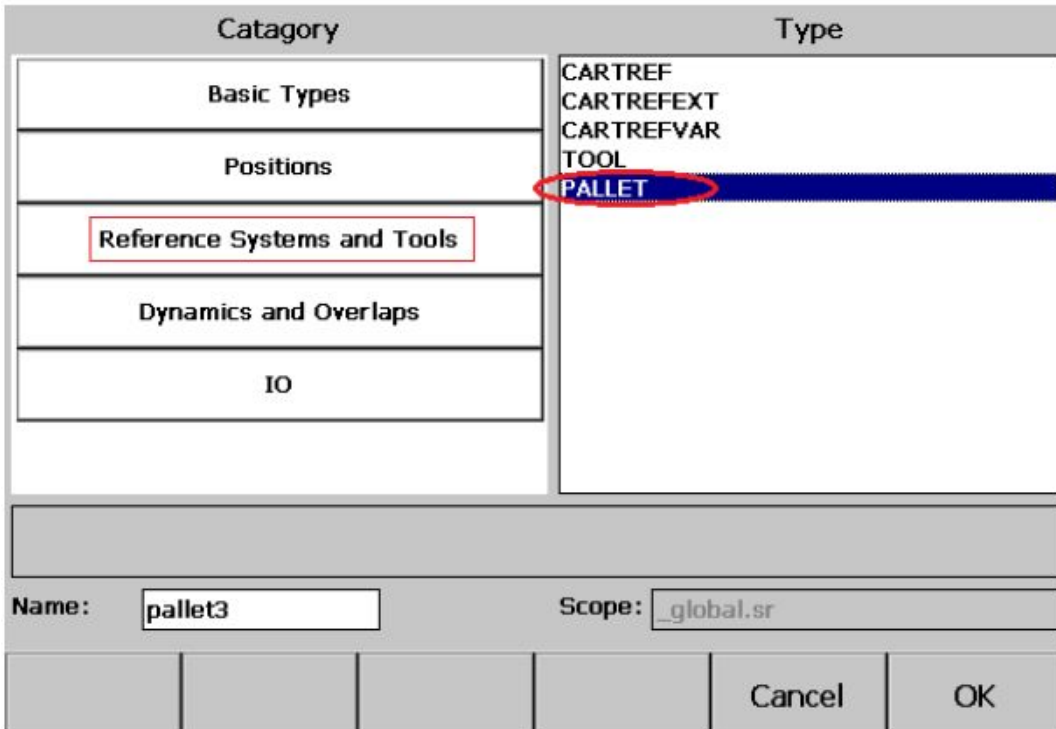 Catagory
Type
Basic Types
Positions
Reference Systems and Tools
Dynamics and Overlaps
IO
CARTREF
CARTREFEXT
CARTREFVAR
TOOL
PALLET
Name: pallet3
Scope: _global.sr
Cancel
OK